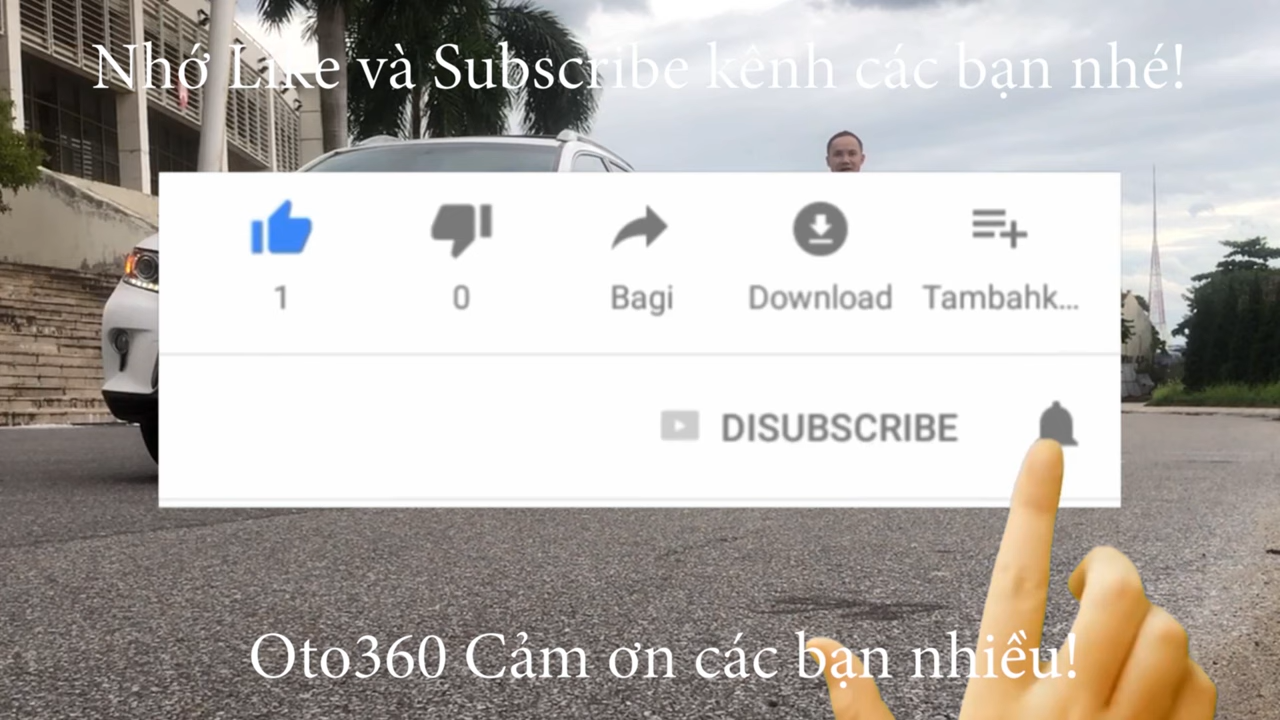 Nhớ Like và Subscribe kênh các bạn nhé!
1
0
Bagi
Download
Tambahk...
DISUBSCRIBE
Oto360 Cảm ơn các bạn nhiều!